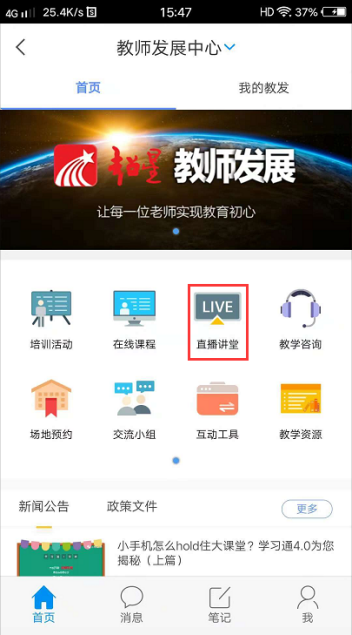 4G 25.4K/s 15:47 HD 37%
教师发展中心
首页 我的教发
超星 教师发展
让每一位老师实现教育初心
培训活动 在线课程 LIVE 直播讲堂 教学咨询
场地预约 交流小组 互动工具 教学资源
新闻公告 政策文件 更多
小手机怎么hold住大课堂？学习通4.0为您
揭秘（上篇）
首页 消息 笔记 我